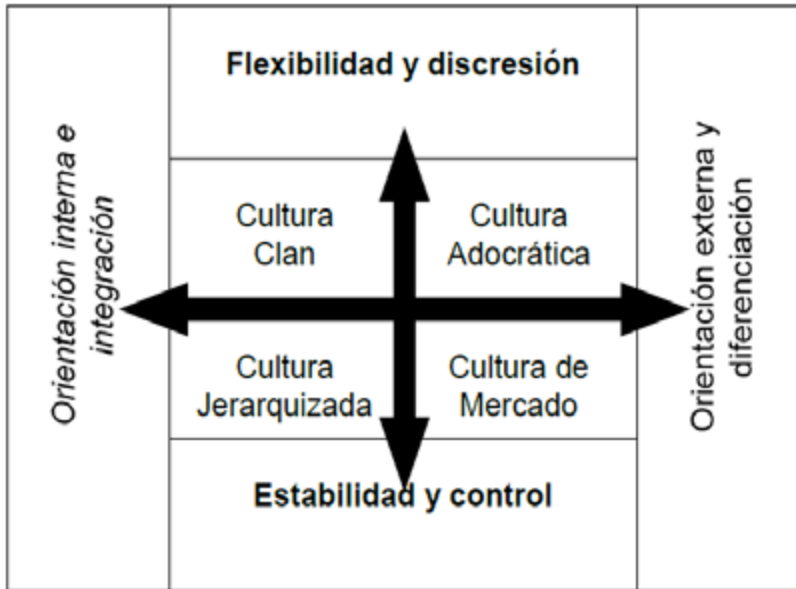 Flexibilidad y discresión
Orientación interna e
integración
Cultura
Clan
Cultura
Adocrática
Orientación externa y
diferenciación
Cultura
Jerarquizada
Cultura de
Mercado
Estabilidad y control